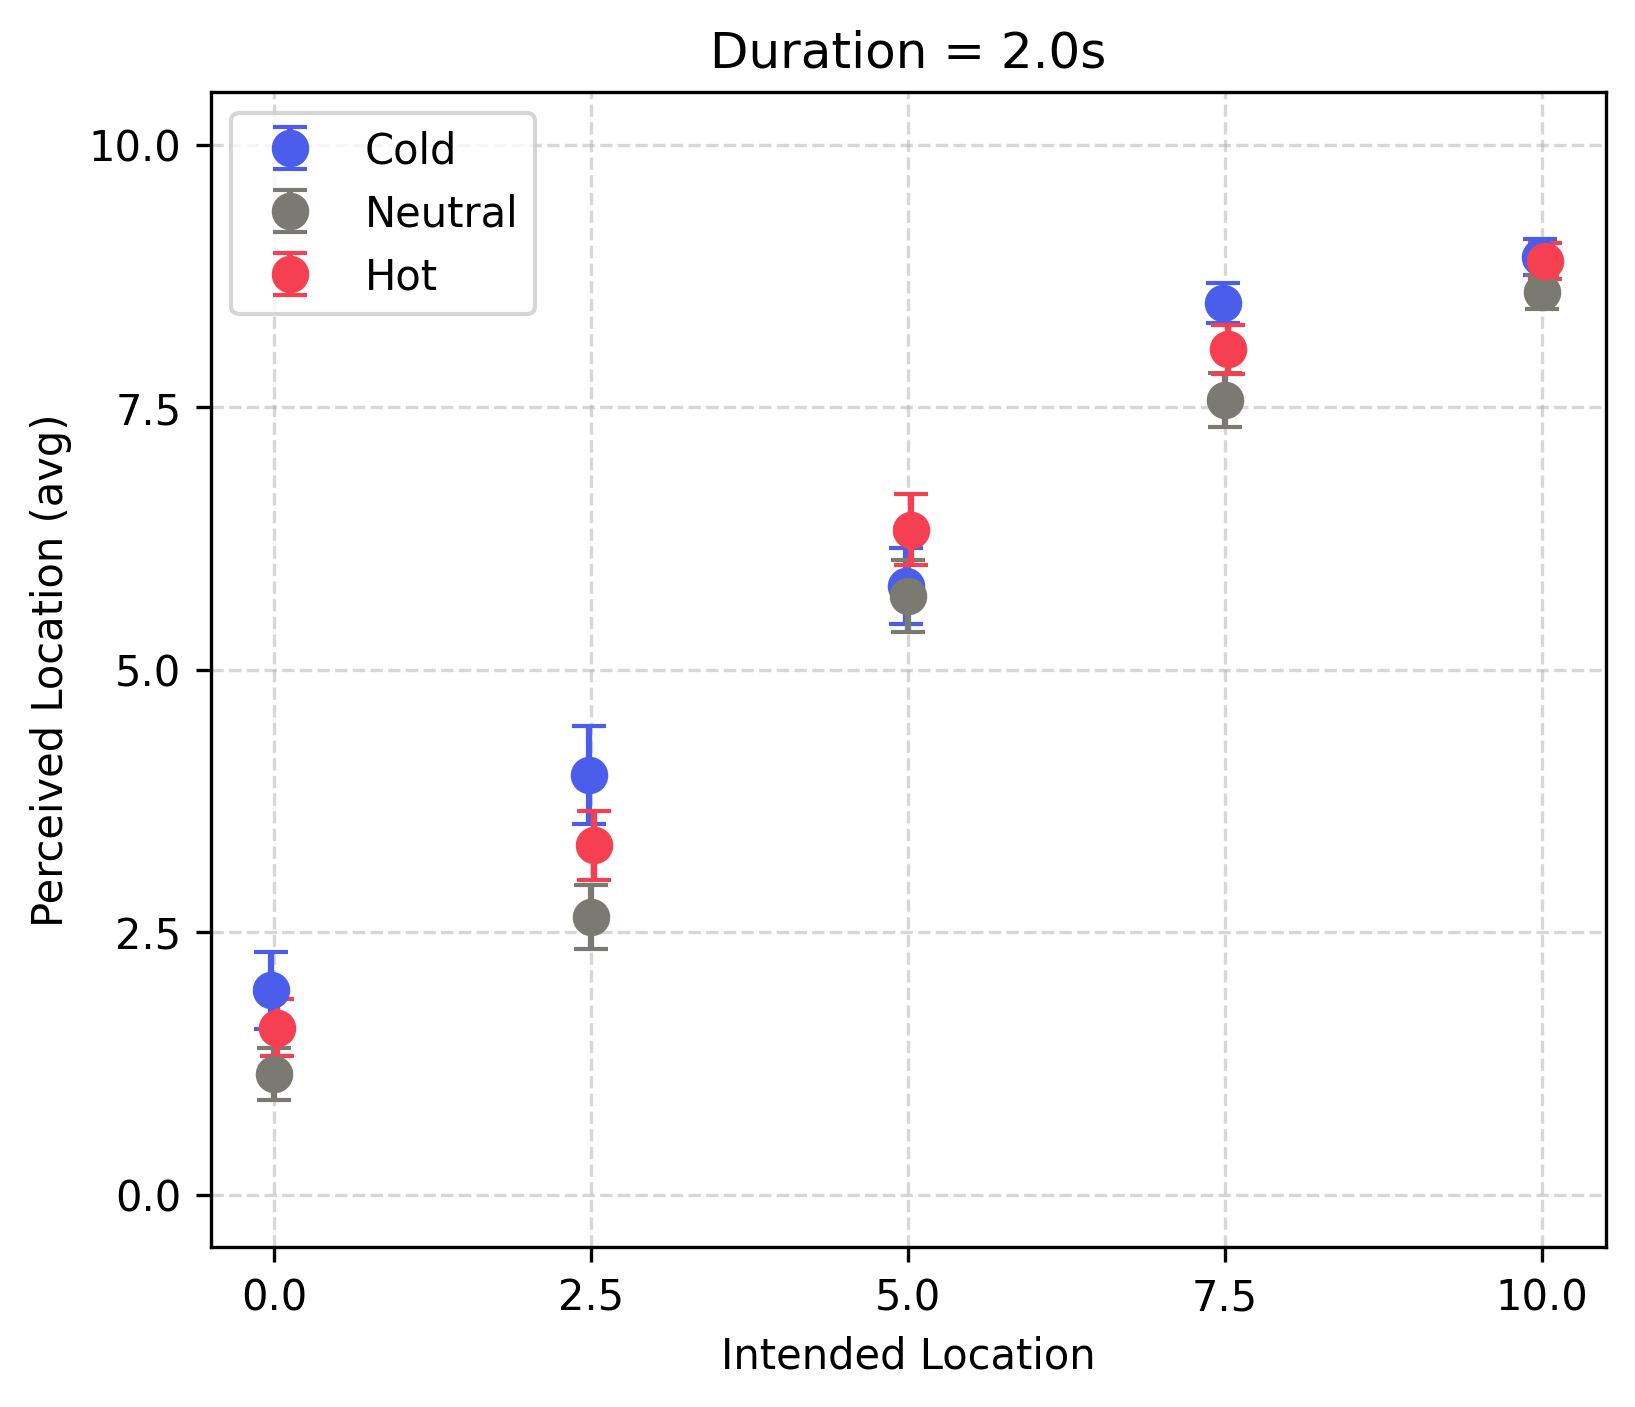 Duration = 2.0s
Cold
Neutral
Hot
Perceived Location (avg)
10.0
7.5
5.0
2.5
0.0
0.0 2.5 5.0 7.5 10.0
Intended Location